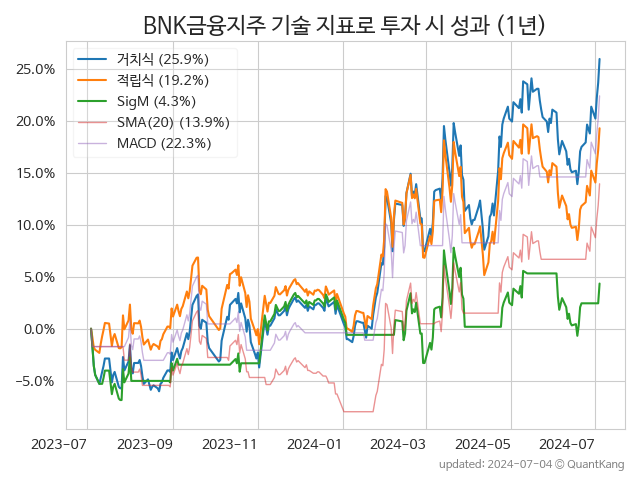 BNK금융지주 기술 지표로 투자 시 성과 (1년)
거치식 (25.9%)
적립식 (19.2%)
SigM (4.3%)
SMA(20) (13.9%)
MACD (22.3%)
25.0%
20.0%
15.0%
10.0%
5.0%
0.0%
−5.0%
2023-07 2023-09 2023-11 2024-01 2024-03 2024-05 2024-07
updated: 2024-07-04 © QuantKang